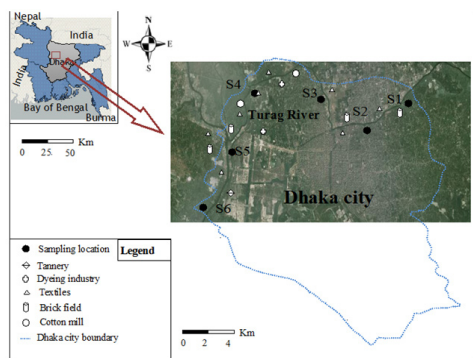 Nepal
India
Dhaka
India
Bay of Bengal
Burma
N
W E
S
0 25 50 Km
S4
S3
S1
Turag River
S2
S5
Dhaka city
S6
Legend
Sampling location
Tannery
Dyeing industry
Textiles
Brick field
Cotton mill
Dhaka city boundary
Km
0 2 4